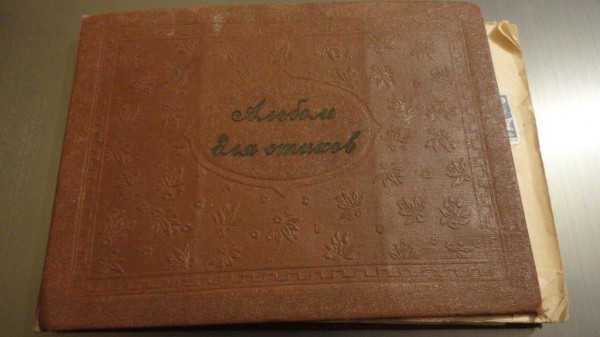 Альбом
для стихов